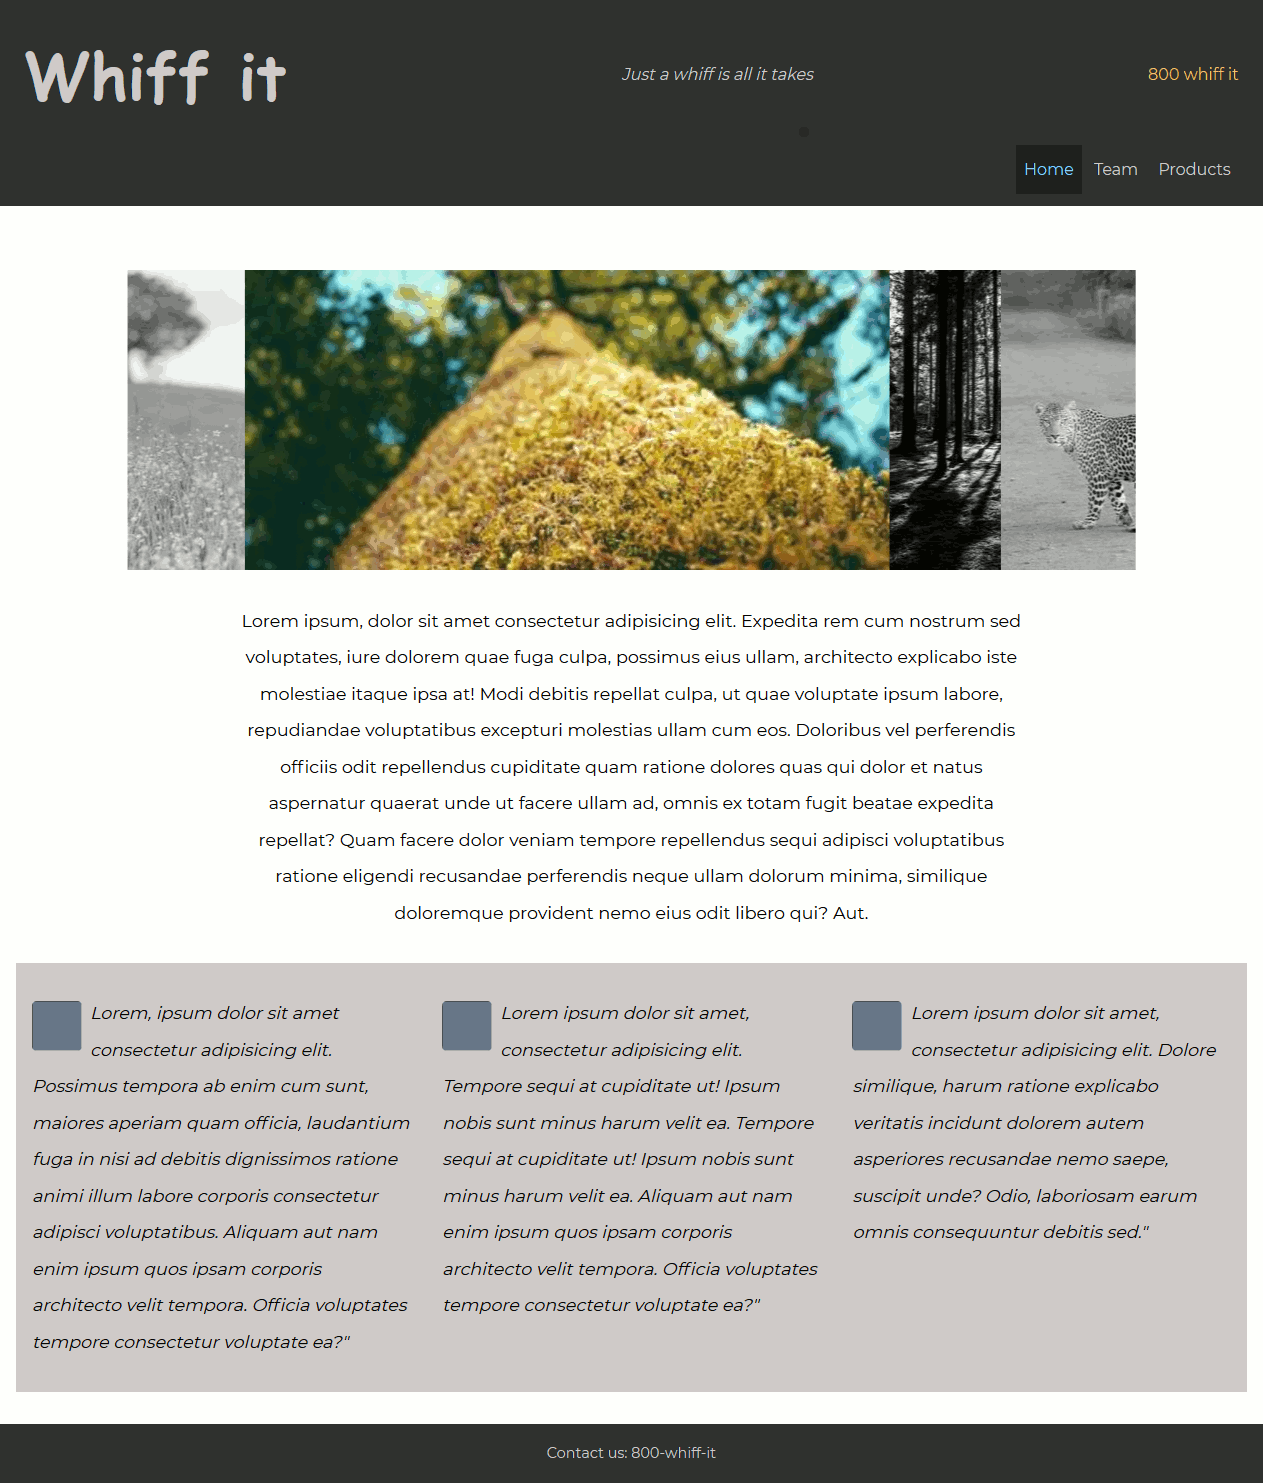 Whiff it
Just a whiff is all it takes
800 whiff it
Home Team Products
Lorem ipsum, dolor sit amet consectetur adipisicing elit. Expedita rem cum nostrum sed
voluptates, iure dolorem quae fuga culpa, possimus eius ullam, architecto explicabo iste
molestiae itaque ipsa at! Modi debitis repellat culpa, ut quae voluptate ipsum labore,
repudiandae voluptatibus excepturi molestias ullam cum eos. Doloribus vel perferendis
officiis odit repellendus cupiditate quam ratione dolores quas qui dolor et natus
aspernatur quaerat unde ut facere ullam ad, omnis ex totam fugit beatae expedita
repellat? Quam facere dolor veniam tempore repellendus sequi adipisci voluptatibus
ratione eligendi recusandae perferendis neque ullam dolorum minima, similique
doloremque provident nemo eius odit libero qui? Aut.
Lorem, ipsum dolor sit amet
consectetur adipisicing elit.
Possimus tempora ab enim cum sunt,
maiores aperiam quam officia, laudantium
fuga in nisi ad debitis dignissimos ratione
animi illum labore corporis consectetur
adipisci voluptatibus. Aliquam aut nam
enim ipsum quos ipsam corporis
architecto velit tempora. Officia voluptates
tempore consectetur voluptate ea?"
Lorem ipsum dolor sit amet,
consectetur adipisicing elit.
Tempore sequi at cupiditate ut! Ipsum
nobis sunt minus harum velit ea. Tempore
sequi at cupiditate ut! Ipsum nobis sunt
minus harum velit ea. Aliquam aut nam
enim ipsum quos ipsam corporis
architecto velit tempora. Officia voluptates
tempore consectetur voluptate ea?"
Lorem ipsum dolor sit amet,
consectetur adipisicing elit. Dolore
similique, harum ratione explicabo
veritatis incidunt dolorem autem
asperiores recusandae nemo saepe,
suscipit unde? Odio, laboriosam earum
omnis consequuntur debitis sed."
Contact us: 800-whiff-it